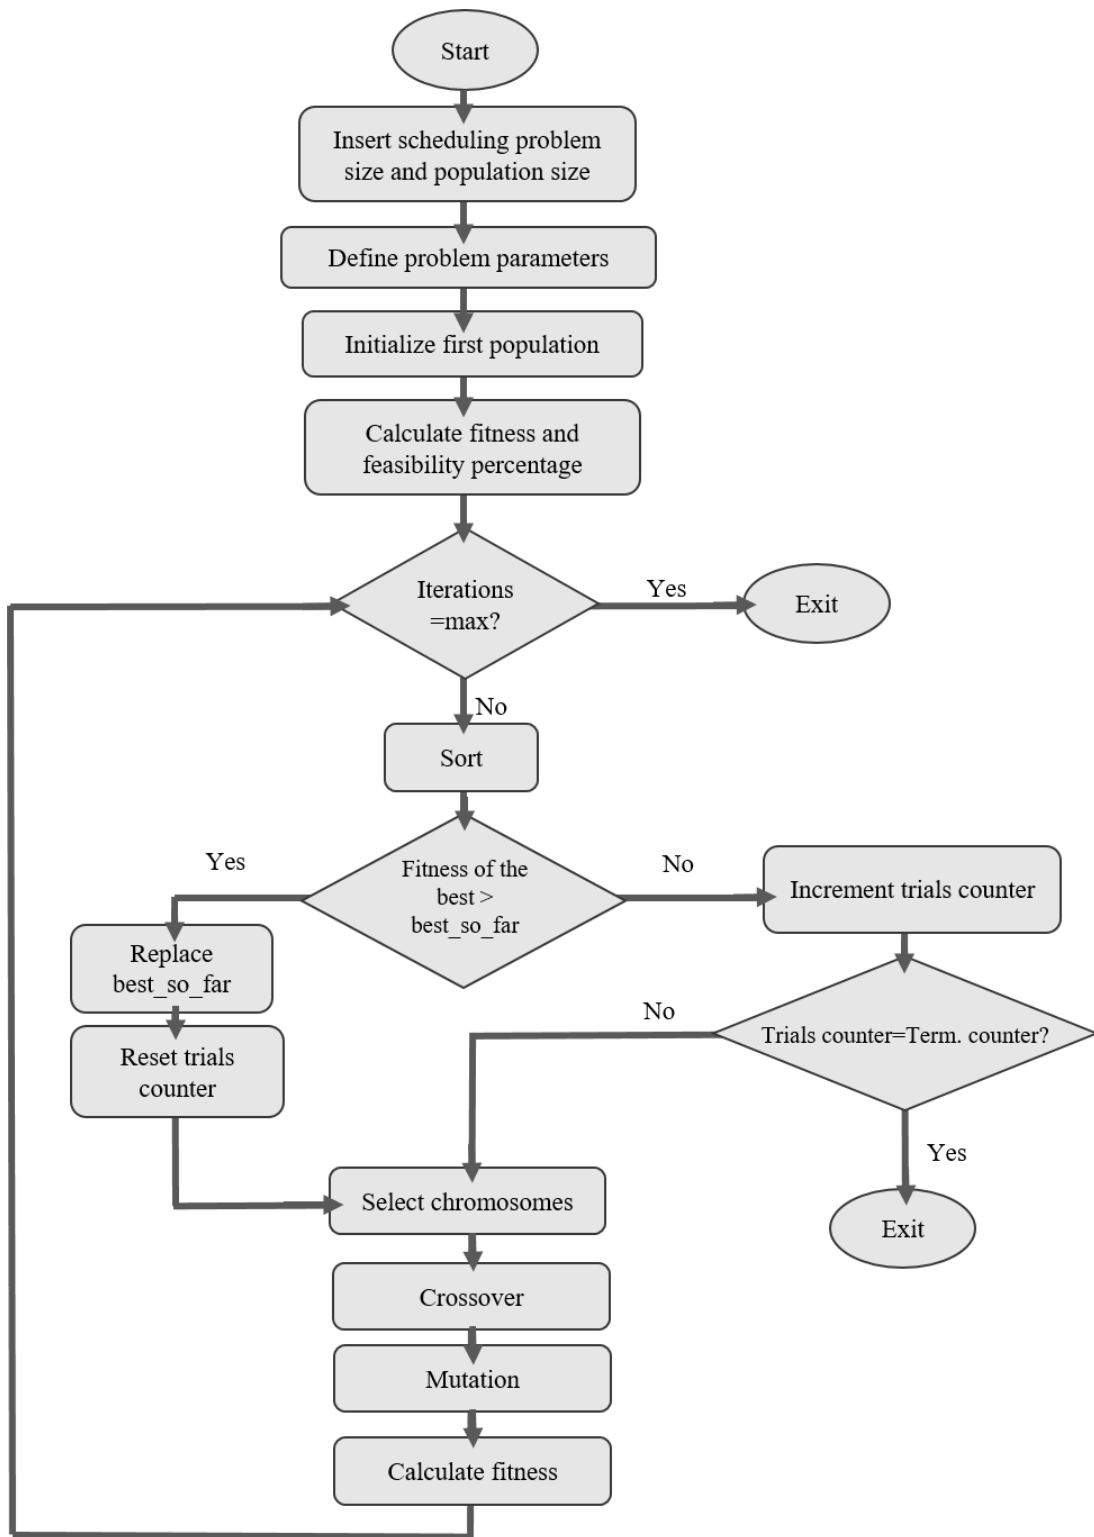 Start
Insert scheduling problem
size and population size
Define problem parameters
Initialize first population
Calculate fitness and
feasibility percentage
Iterations
=max?
Yes
Exit
No
Sort
Yes
Fitness of the
best >
best_so_far
No
Increment trials counter
Replace
best_so_far
Reset trials
counter
No
Trials counter=Term. counter?
Yes
Exit
Select chromosomes
Crossover
Mutation
Calculate fitness